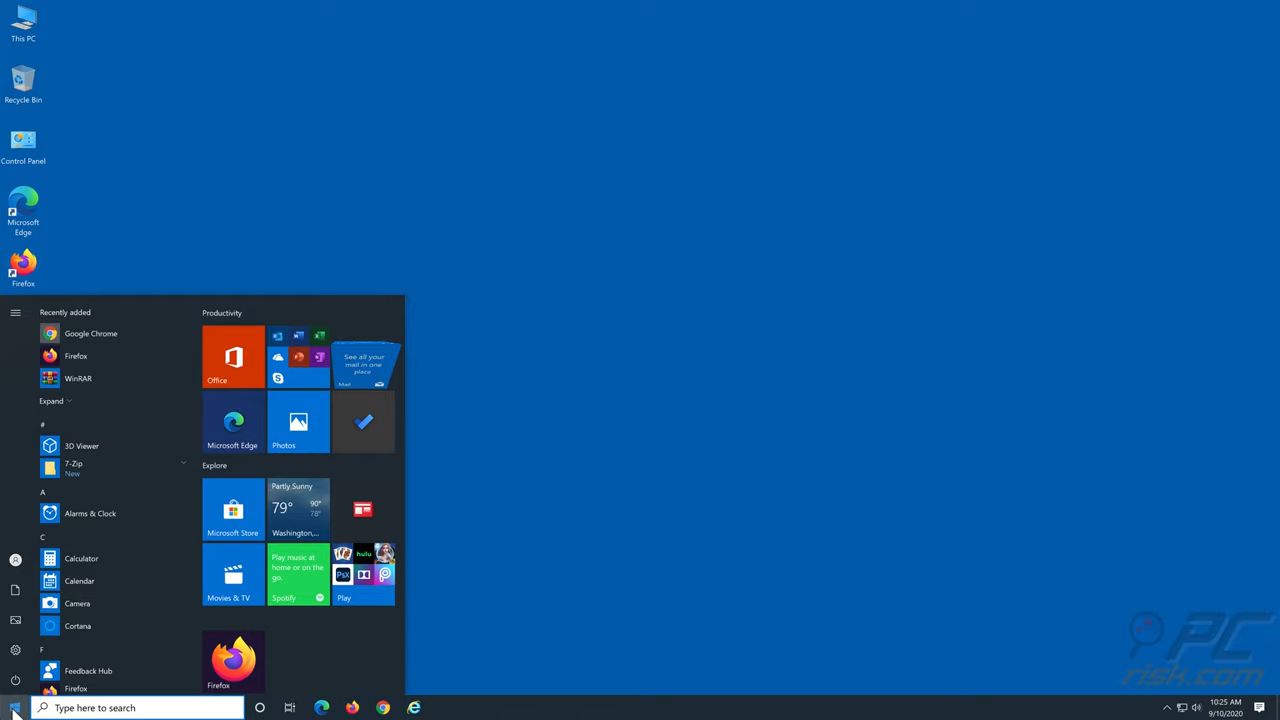 This PC
Recycle Bin
Control Panel
Microsoft
Edge
Firefox
Recently added
Google Chrome
Firefox
WinRAR
Expand
#
3D Viewer
7-Zip
New
A
Alarms & Clock
C
Calculator
Calendar
Camera
Cortana
F
Feedback Hub
Firefox
Productivity
Office
See all your
mail in one
place
Mail
Microsoft Edge
Photos
Explore
Microsoft Store
Partly Sunny
79°
90°
78°
Washington,...
Movies & TV
Play music at
home or on the
go.
Spotify
hulu
Play
Firefox
Type here to search
10:25 AM
9/10/2020
PC
risk.com